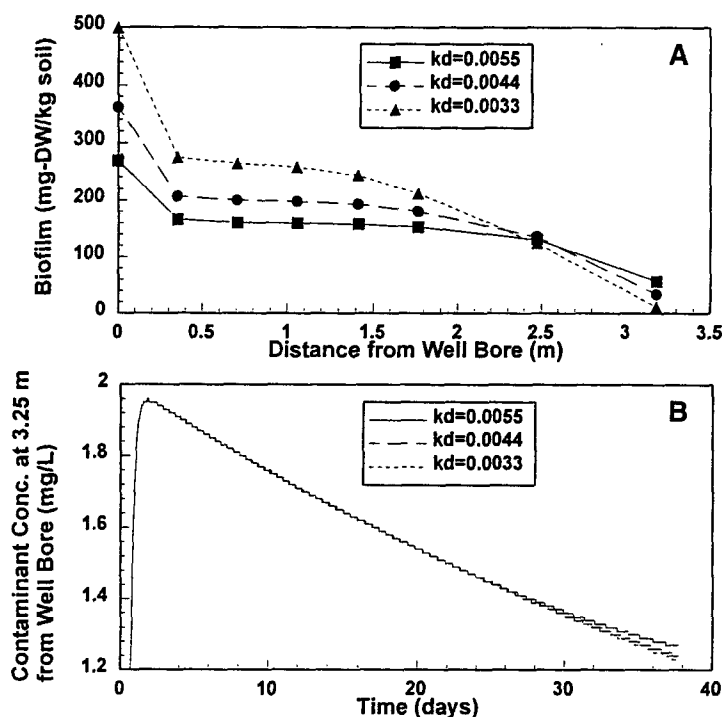 A
kd=0.0055
kd=0.0044
kd=0.0033
Biofilm (mg-DW/kg soil)
500
400
300
200
100
0
0 0.5 1 1.5 2 2.5 3 3.5
Distance from Well Bore (m)
B
kd=0.0055
kd=0.0044
kd=0.0033
Contaminant Conc. at 3.25 m
from Well Bore (mg/L)
2
1.8
1.6
1.4
1.2
0 10 20 30 40
Time (days)